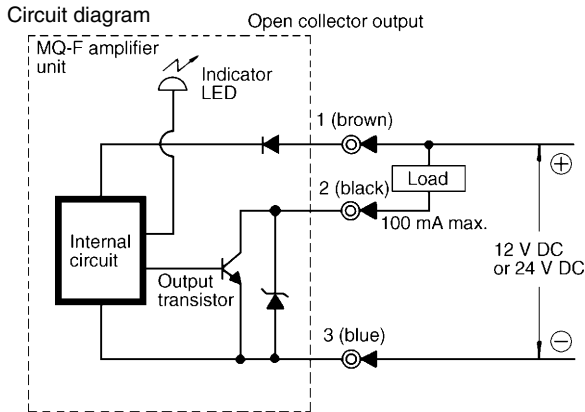 Circuit diagram
Open collector output
MQ-F amplifier
unit
Indicator
LED
1 (brown)
+
Load
2 (black)
100 mA max.
Internal
circuit
12 V DC
or 24 V DC
Output
transistor
3 (blue)
−